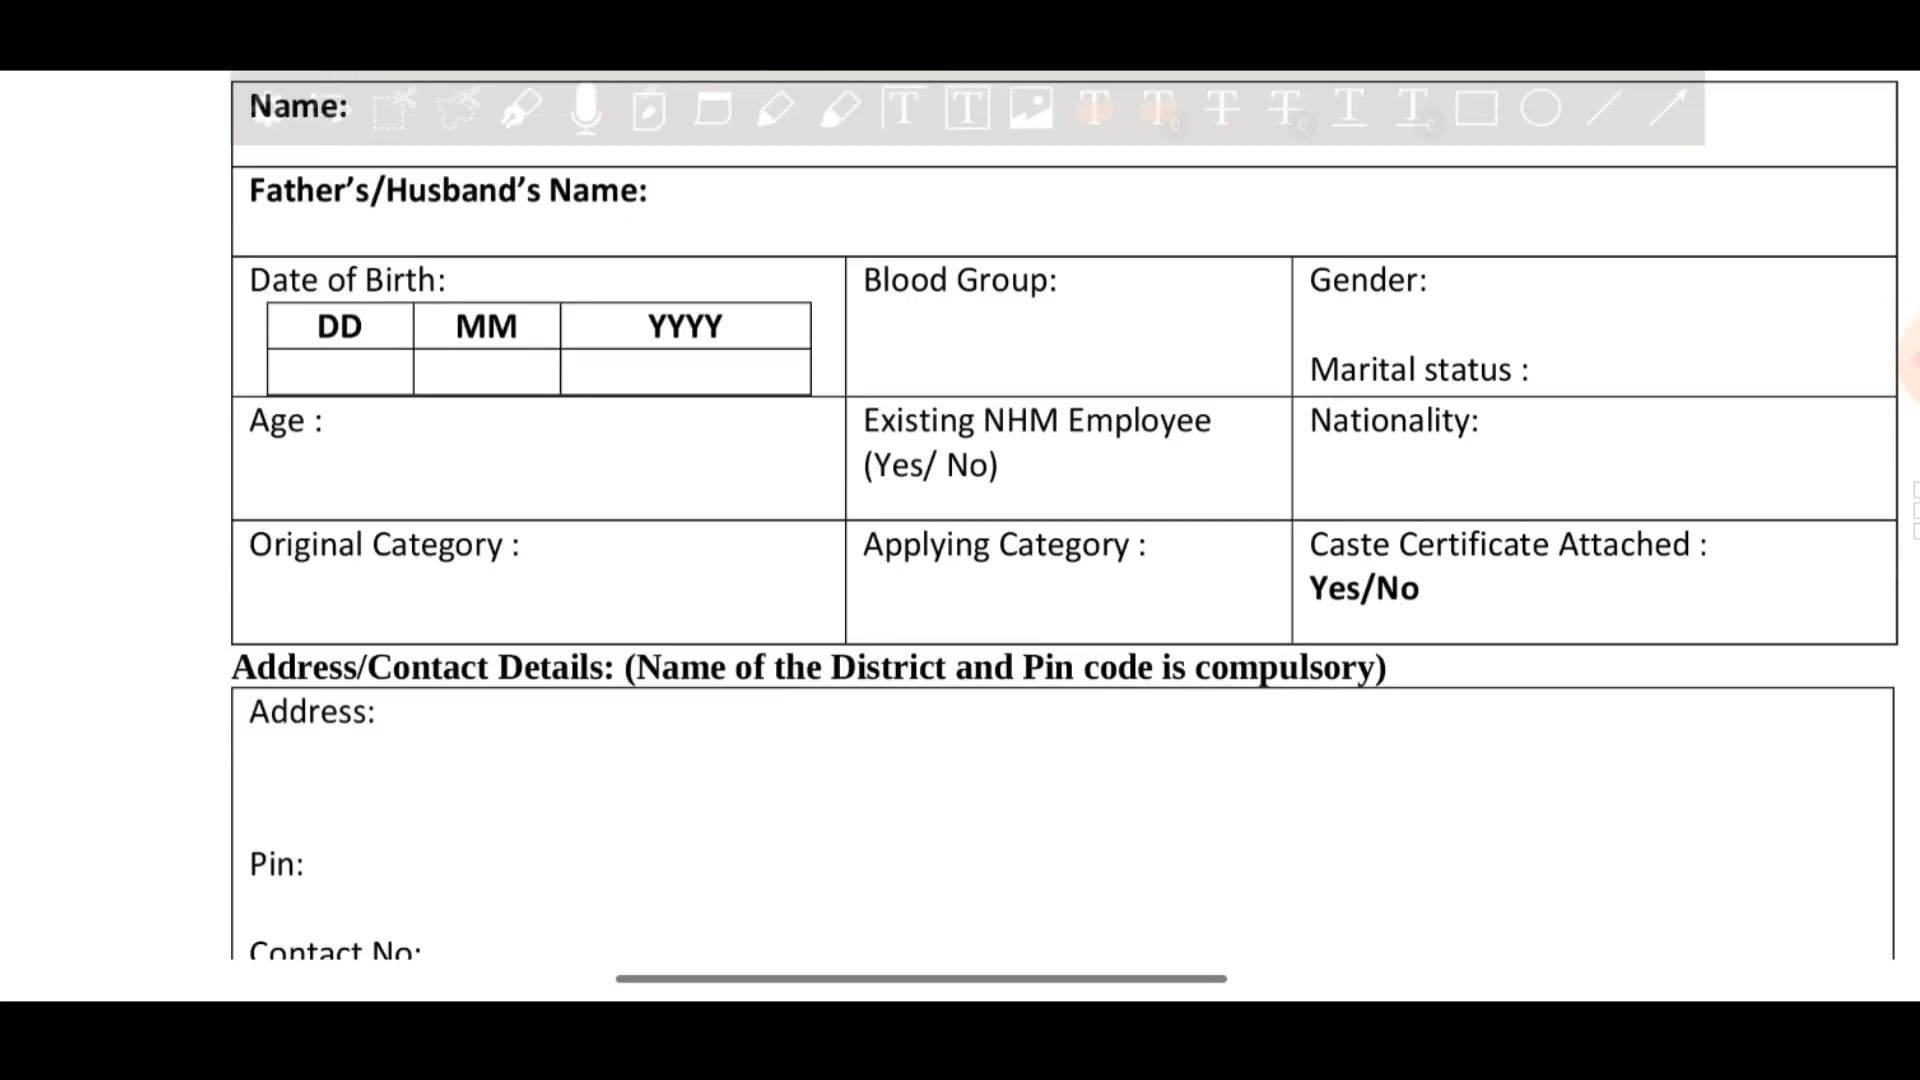 Name:
Father’s/Husband’s Name:
Date of Birth:
DD MM YYYY
Blood Group:
Gender:
Marital status :
Age :
Existing NHM Employee
(Yes/ No)
Nationality:
Original Category :
Applying Category :
Caste Certificate Attached :
Yes/No
Address/Contact Details: (Name of the District and Pin code is compulsory)
Address:
Pin:
Contact No: